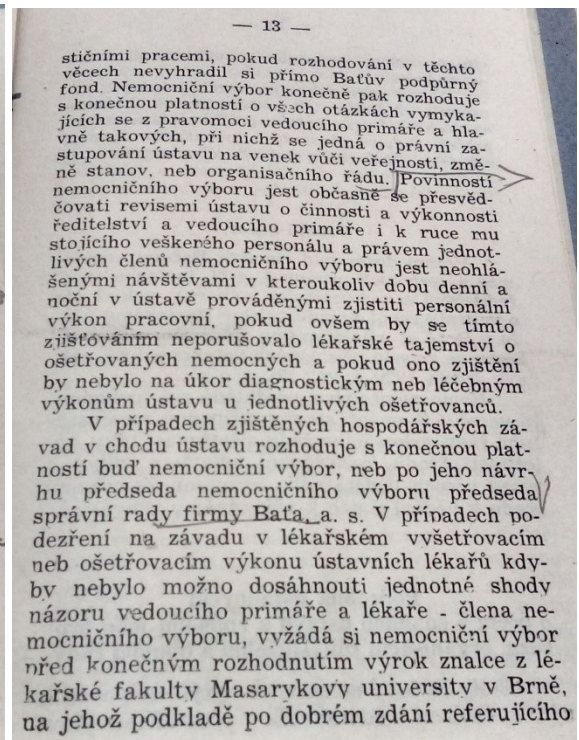 — 13 —
stičními pracemi, pokud rozhodování v těchto
věcech nevyhradil si přímo Baťův podpůrný
fond. Nemocniční výbor konečně pak rozhoduje
s konečnou platností o všech otázkách vymyka-
jících se z pravomoci vedoucího primáře a hla-
vně takových, při nichž se jedná o právní za-
stupování ústavu na venek vůči veřejnosti, změ-
ně stanov, neb organisačního řádu. Povinností
nemocničního výboru jest občasně se přesvěd-
čovati revisemi ústavu o činnosti a výkonnosti
ředitelství a vedoucího primáře i k ruce mu
stojícího veškerého personálu a právem jednot-
livých členů nemocničního výboru jest neohlá-
šenými návštěvami v kteroukoliv dobu denní a
noční v ústavě prováděnými zjistiti personální
výkon pracovní, pokud ovšem by se tímto
zjišťováním neporušovalo lékařské tajemství o
ošetřovaných nemocných a pokud ono zjištění
by nebylo na úkor diagnostickým neb léčebným
výkonům ústavu u jednotlivých ošetřovanců.
V případech zjištěných hospodářských zá-
vad v chodu ústavu rozhoduje s konečnou plat-
ností buď nemocniční výbor, neb po jeho návr-
hu předseda nemocničního výboru předseda
správní rady firmy Baťa, a. s. V případech po-
dezření na závadu v lékařském vyšetřovacím
neb ošetřovacím výkonu ústavních lékařů kdy-
by nebylo možno dosáhnouti jednotné shody
názoru vedoucího primáře a lékaře - člena ne-
mocničního výboru, vyžádá si nemocniční výbor
před konečným rozhodnutím výrok znalce z lé-
kařské fakulty Masarykovy university v Brně,
na jehož podkladě po dobrém zdání referujícího